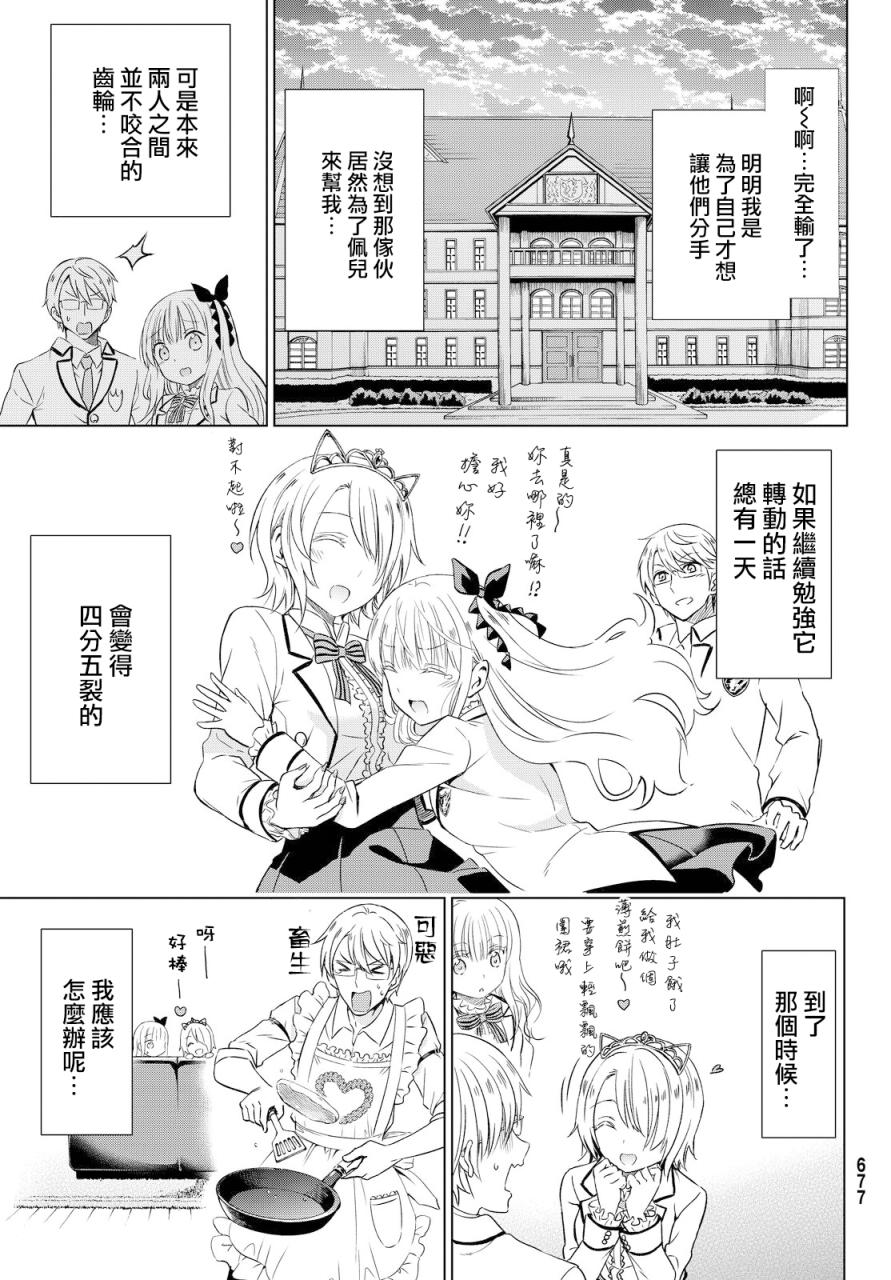 啊~啊…完全輸了…
明明我是
為了自己才想
讓他們分手
沒想到那傢伙
居然為了佩兒
來幫我…
可是本來
兩人之間
並不咬合的
齒輪…
如果繼續勉強它
轉動的話
總有一天
真是的~
妳去哪裡了嘛!?
我好
擔心妳!!
對不起啦~♥
會變得
四分五裂的
到了
那個時候…
我肚子餓了
給我做個
薄煎餅吧~♥
要穿上輕飄飄的
圍裙哦
可惡
畜生
呀——
好棒——♥
我應該
怎麼辦呢…
677